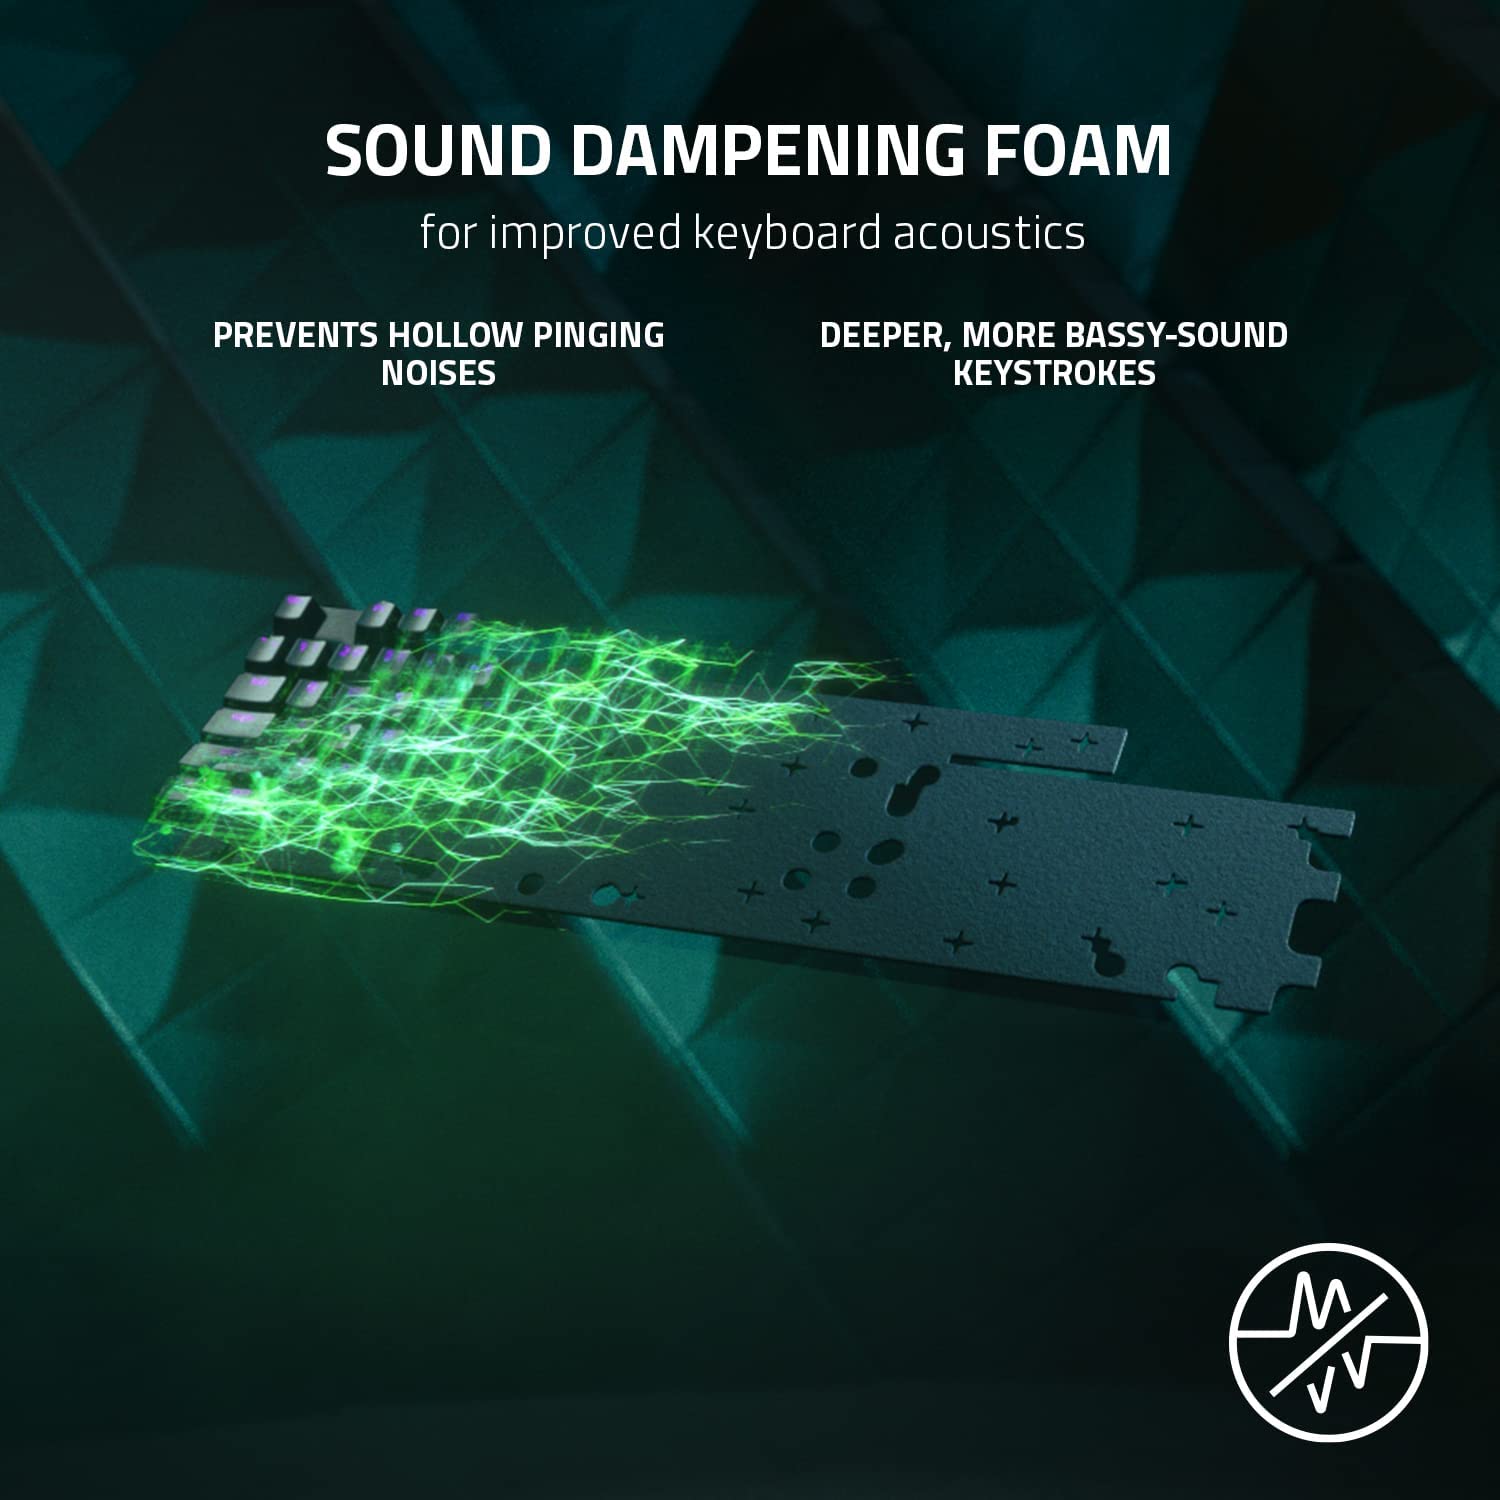 SOUND DAMPENING FOAM
for improved keyboard acoustics
PREVENTS HOLLOW PINGING
NOISES
DEEPER, MORE BASSY-SOUND
KEYSTROKES